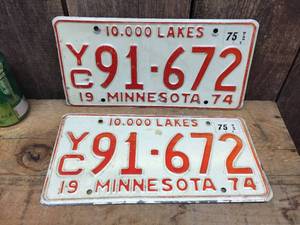 10.000 LAKES 75
YC 91-672
19 MINNESOTA 74
10.000 LAKES 75
YC 91-672
19 MINNESOTA 74